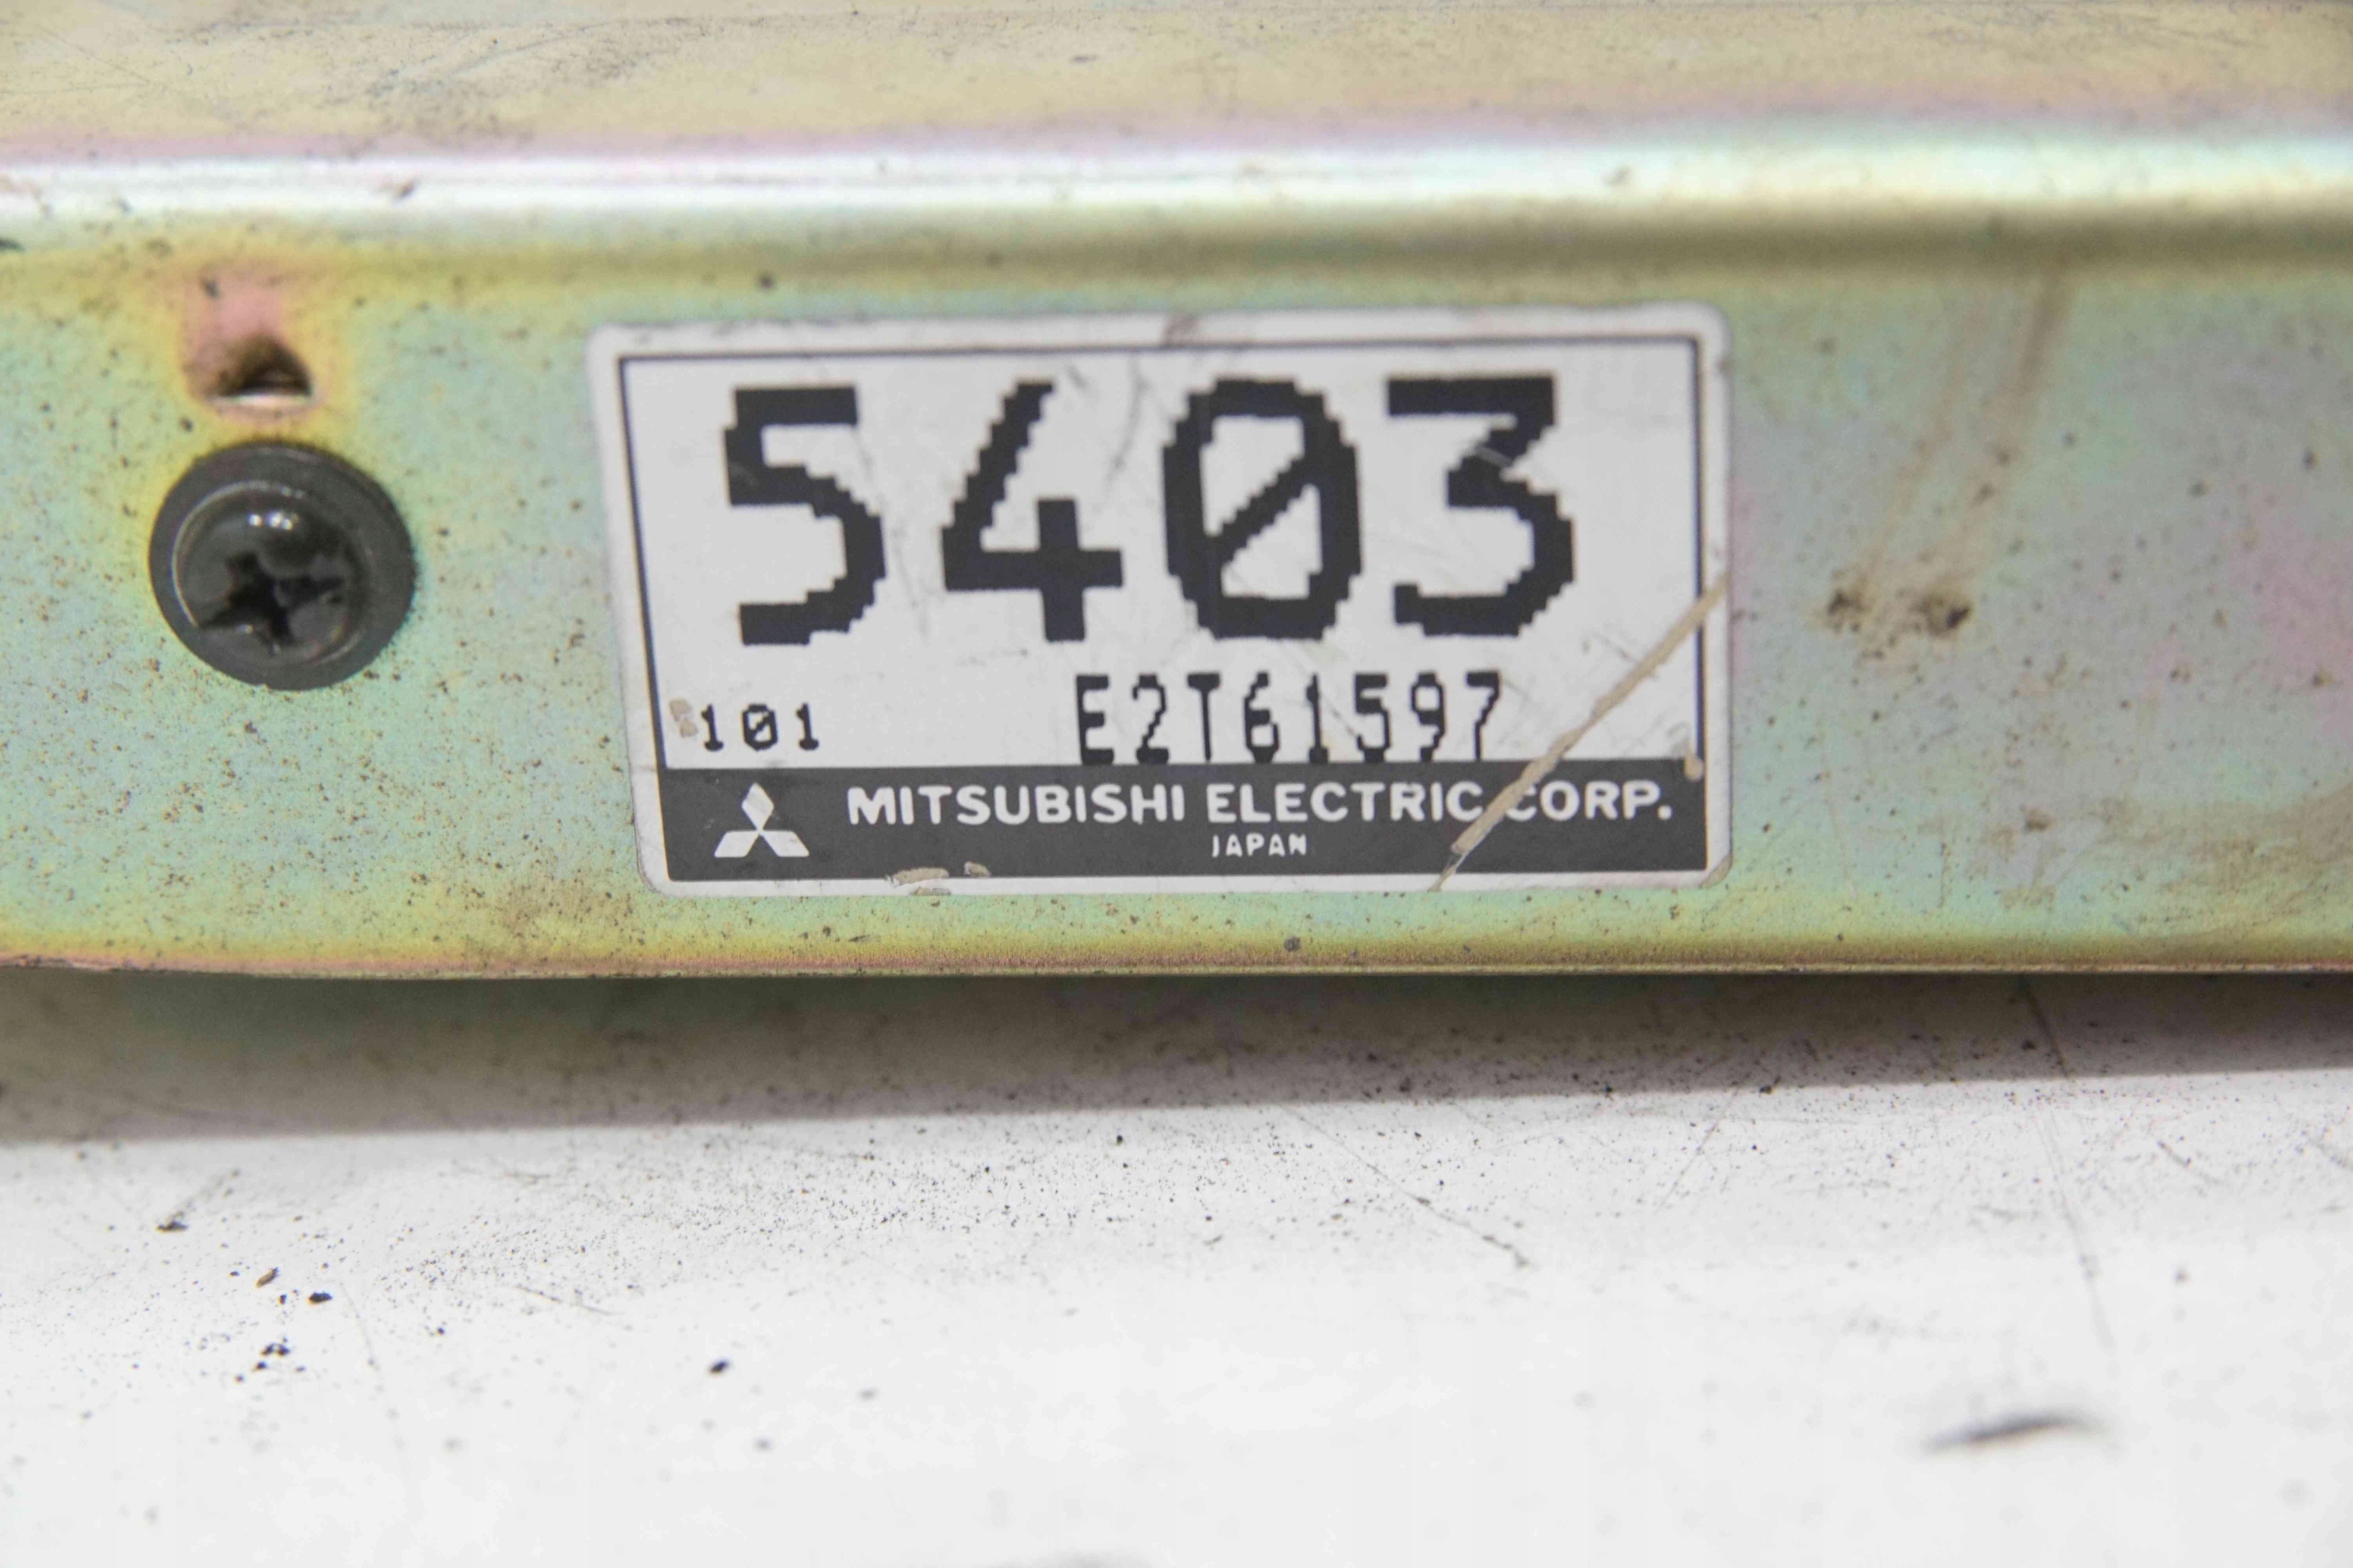 5403
101 E2T61597
MITSUBISHI ELECTRIC CORP.
JAPAN